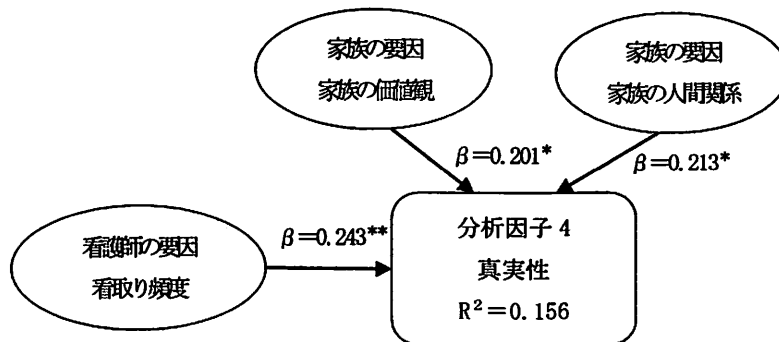 家族の要因
家族の価値観
家族の要因
家族の人間関係
β=0.201*
β=0.213*
看護師の要因
看取り頻度
β=0.243**
分析因子 4
真実性
R²=0.156